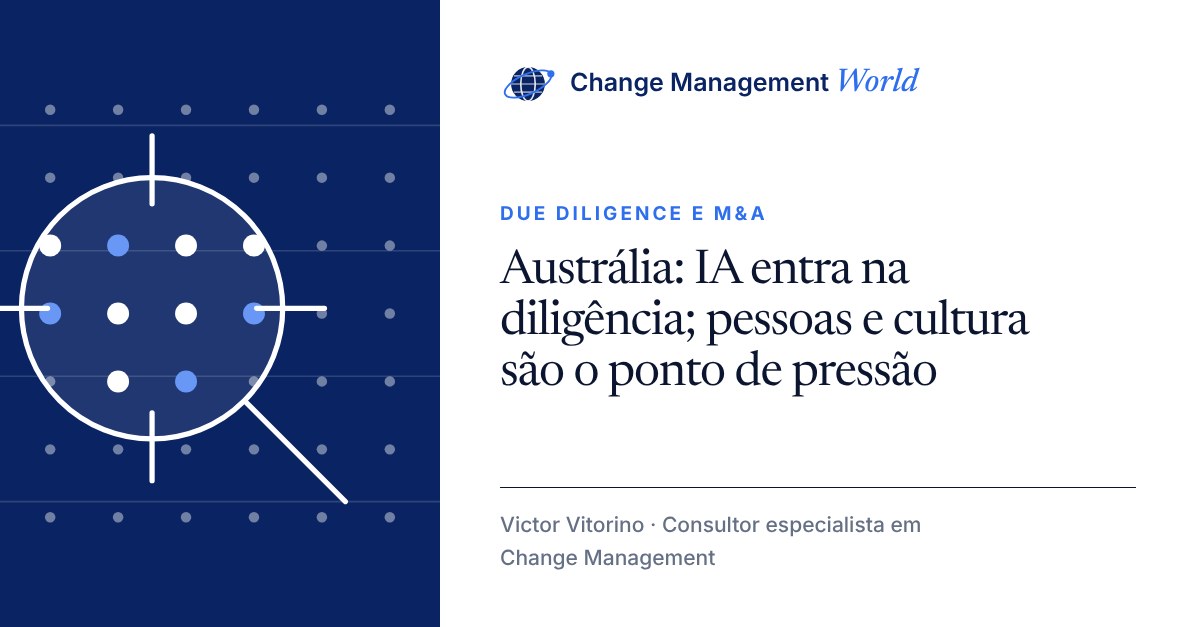 Change Management World
DUE DILIGENCE E M&A
Austrália: IA entra na
diligência; pessoas e cultura
são o ponto de pressão
Victor Vitorino · Consultor especialista em
Change Management